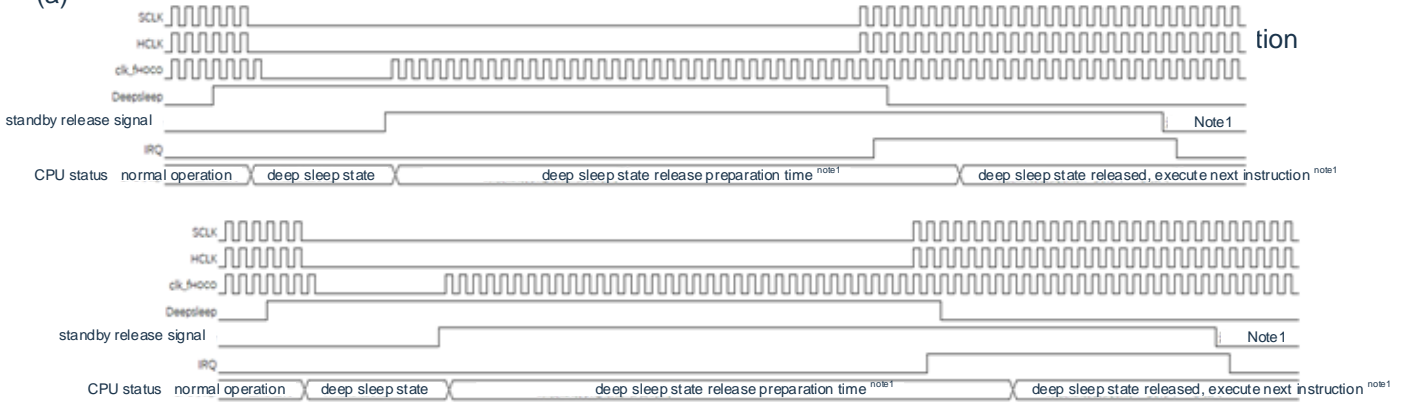 (a)
SCLK
HCLK
tion
clk_fHOCO
Deepsleep
standby release signal Note1
IRQ
CPU status normal operation deep sleep state deep sleep state release preparation time note1 deep sleep state released, execute next instruction note1
SCLK
HCLK
clk_fHOCO
Deepsleep
standby release signal Note1
IRQ
CPU status normal operation deep sleep state deep sleep state release preparation time note1 deep sleep state released, execute next instruction note1